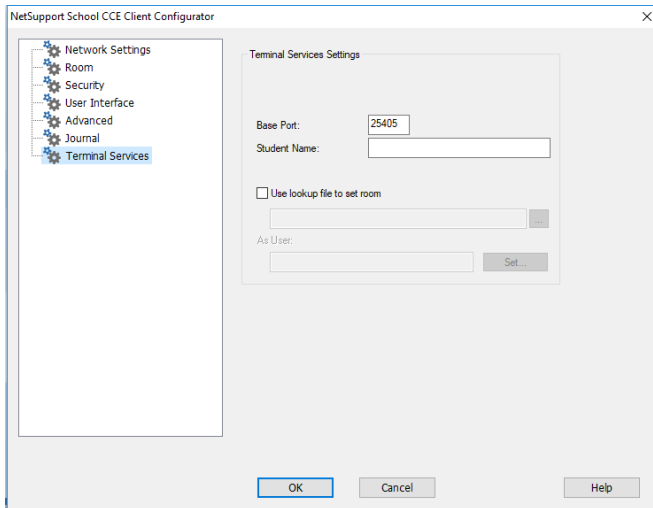 NetSupport School CCE Client Configurator
Network Settings
Room
Security
User Interface
Advanced
Journal
Terminal Services
Terminal Services Settings
Base Port: 25405
Student Name:
Use lookup file to set room
...
As User:
Set...
OK Cancel Help